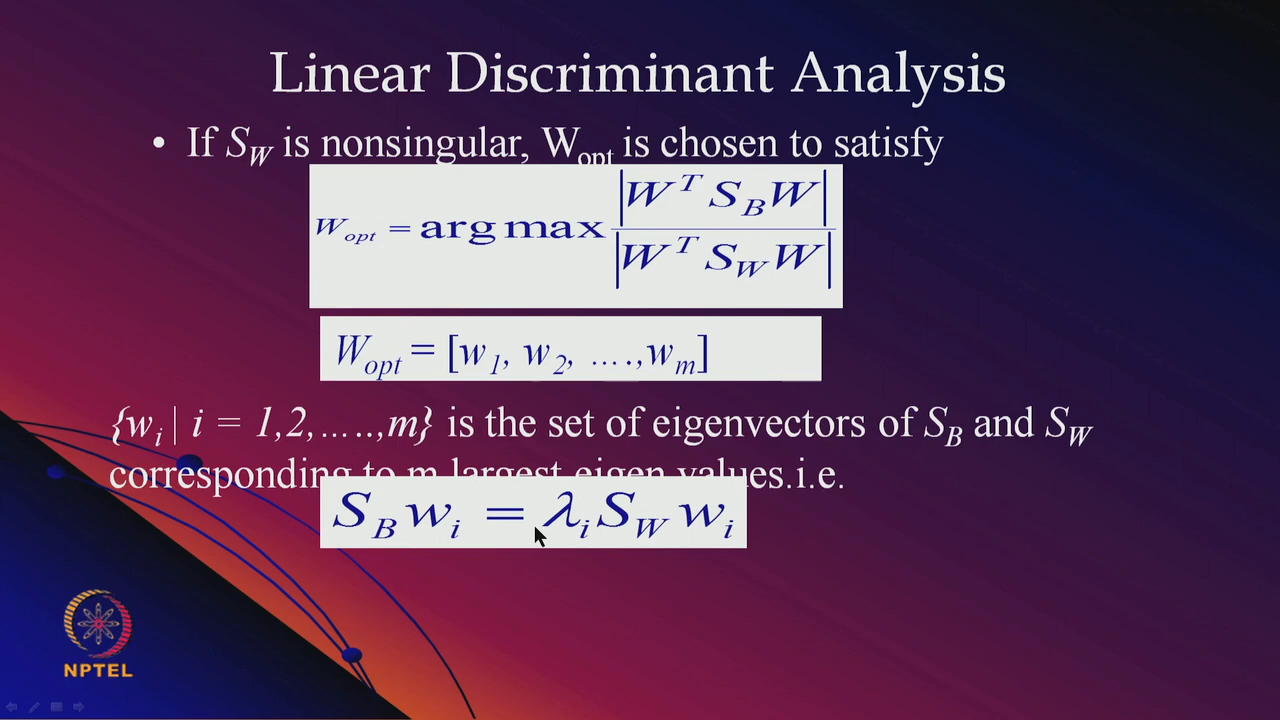 Linear Discriminant Analysis
• If S_W is nonsingular, W_opt is chosen to satisfy
W_opt = arg max |W^T S_B W| / |W^T S_W W|
W_opt = [w_1, w_2, ….,w_m]
{w_i | i = 1,2,…..,m} is the set of eigenvectors of S_B and S_W
corresponding to m largest eigen values.i.e.
S_B w_i = λ_i S_W w_i
NPTEL